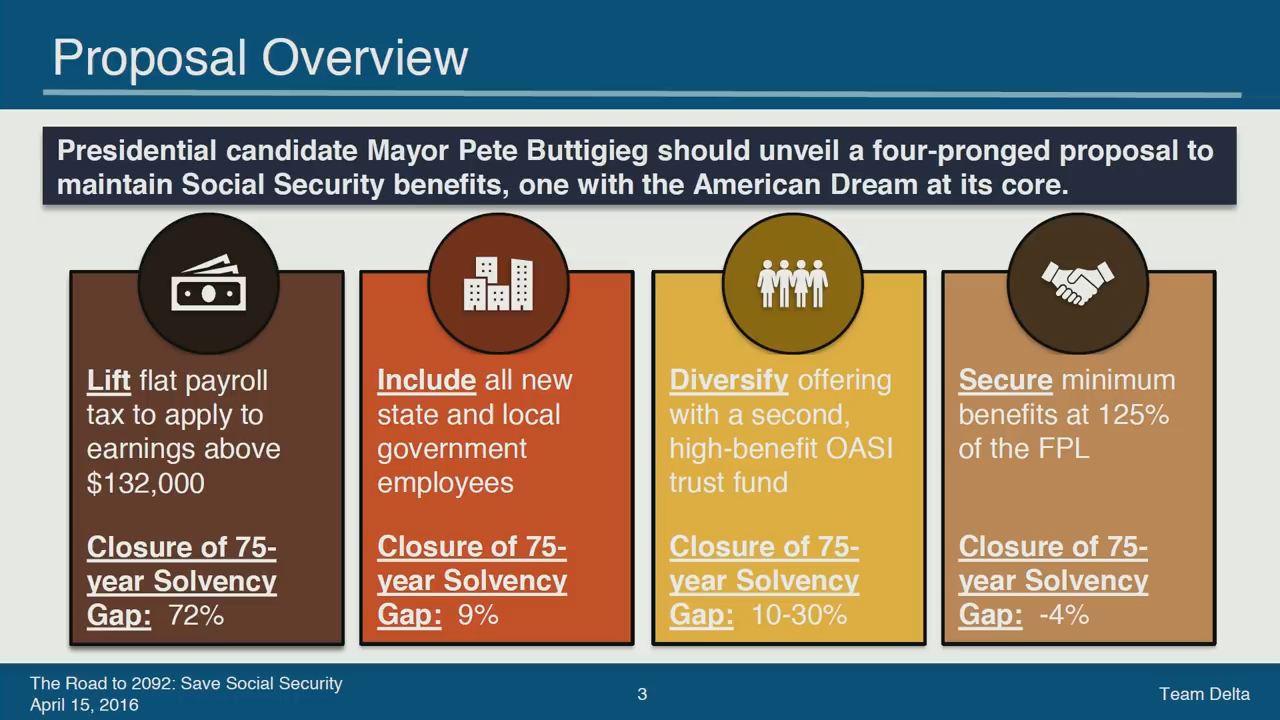 Proposal Overview
Presidential candidate Mayor Pete Buttigieg should unveil a four-pronged proposal to
maintain Social Security benefits, one with the American Dream at its core.
Lift flat payroll
tax to apply to
earnings above
$132,000
Closure of 75-
year Solvency
Gap: 72%
Include all new
state and local
government
employees
Closure of 75-
year Solvency
Gap: 9%
Diversify offering
with a second,
high-benefit OASI
trust fund
Closure of 75-
year Solvency
Gap: 10-30%
Secure minimum
benefits at 125%
of the FPL
Closure of 75-
year Solvency
Gap: -4%
The Road to 2092: Save Social Security
April 15, 2016
3
Team Delta